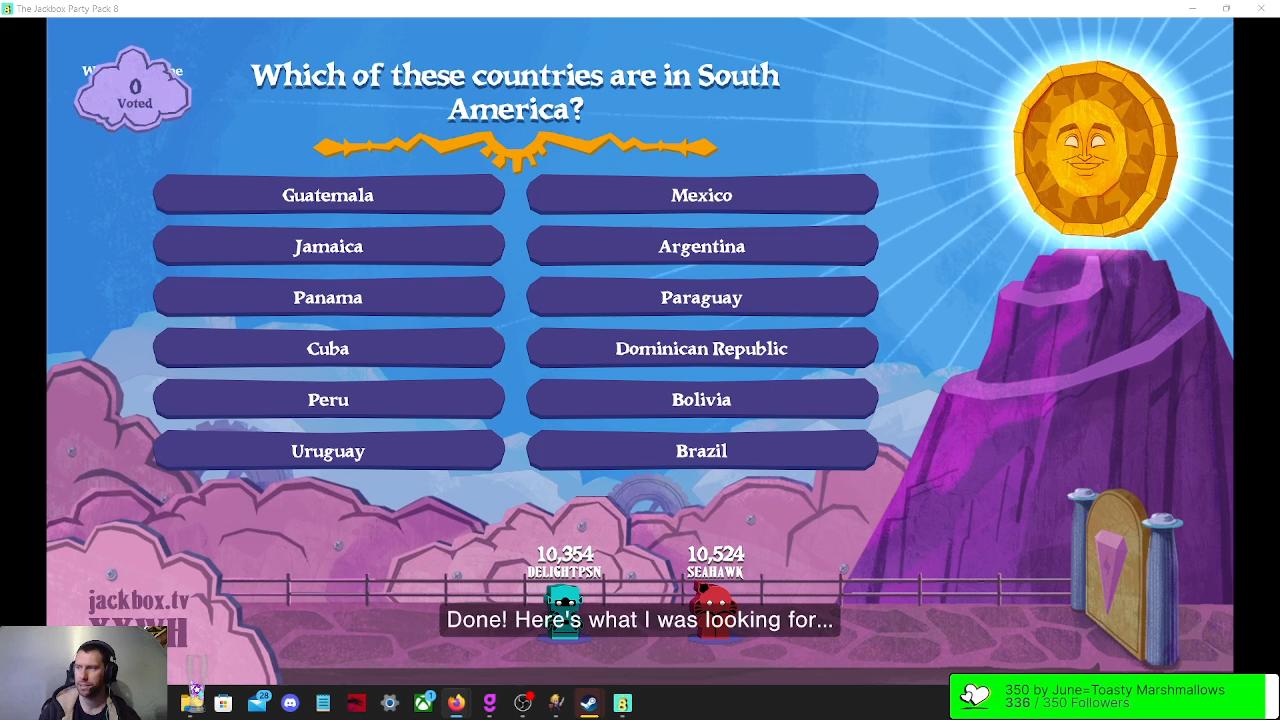 The Jackbox Party Pack 8
0
Voted
Which of these countries are in South
America?
Guatemala
Mexico
Jamaica
Argentina
Panama
Paraguay
Cuba
Dominican Republic
Peru
Bolivia
Uruguay
Brazil
10,354
DELIGHTPSN
10,524
SEAHAWK
Done! Here's what I was looking for...
jackbox.tv
28
1
350 by June=Toasty Marshmallows
336 / 350 Followers